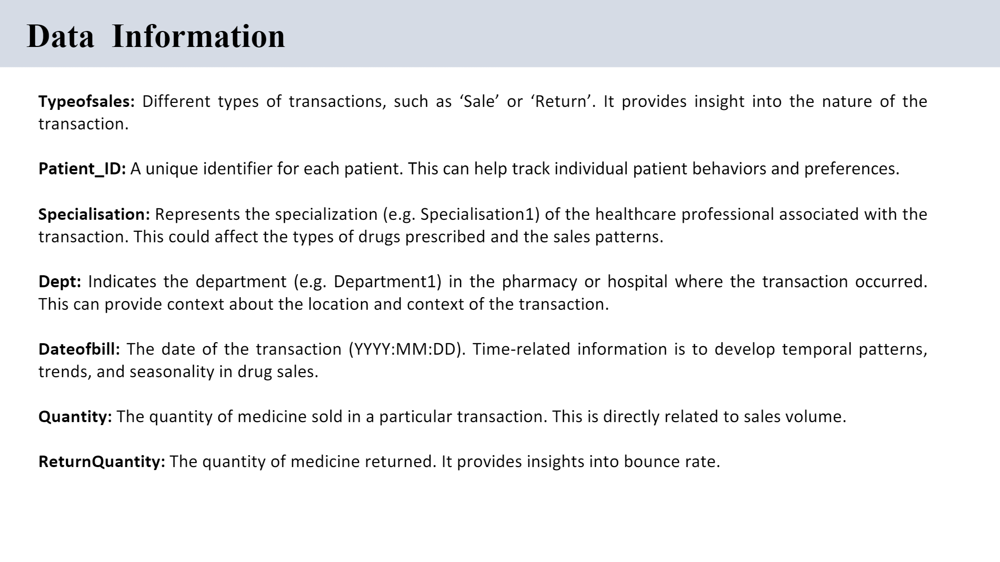 Data Information
Typeofsales: Different types of transactions, such as ‘Sale’ or ‘Return’. It provides insight into the nature of the
transaction.
Patient_ID: A unique identifier for each patient. This can help track individual patient behaviors and preferences.
Specialisation: Represents the specialization (e.g. Specialisation1) of the healthcare professional associated with the
transaction. This could affect the types of drugs prescribed and the sales patterns.
Dept: Indicates the department (e.g. Department1) in the pharmacy or hospital where the transaction occurred.
This can provide context about the location and context of the transaction.
Dateofbill: The date of the transaction (YYYY:MM:DD). Time-related information is to develop temporal patterns,
trends, and seasonality in drug sales.
Quantity: The quantity of medicine sold in a particular transaction. This is directly related to sales volume.
ReturnQuantity: The quantity of medicine returned. It provides insights into bounce rate.